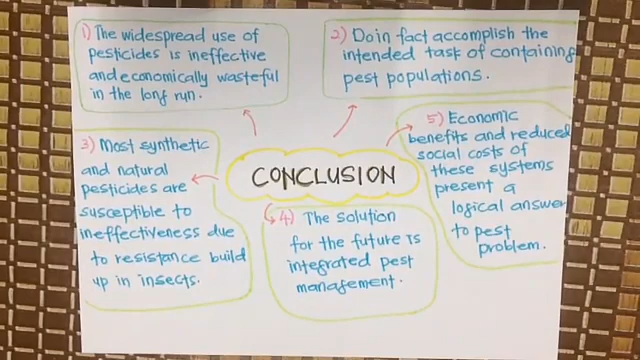 1) The widespread use of
pesticides is ineffective
and economically wasteful
in the long run.
2) Doin fact accomplish the
intended task of containing
pest populations.
3) Most synthetic
and natural
pesticides are
susceptible to
ineffectiveness due
to resistance build
up in insects.
CONCLUSION
4) The solution
for the future is
integrated pest
management.
5) Economic
benefits and reduced
social costs of
these systems
present a
logical answer
to pest
problem.